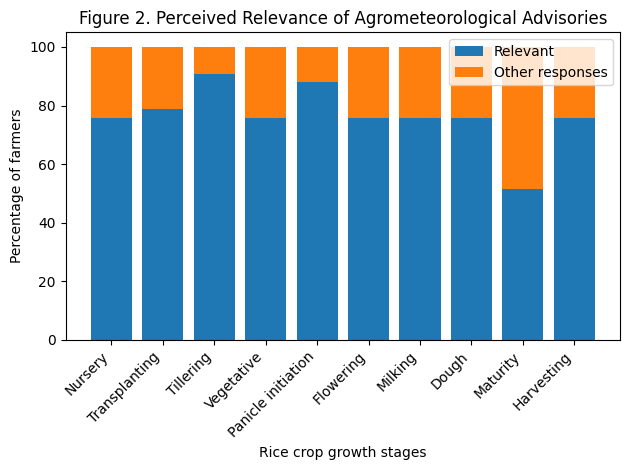 Figure 2. Perceived Relevance of Agrometeorological Advisories
Relevant
Other responses
Percentage of farmers
100
80
60
40
20
0
Nursery
Transplanting
Tillering
Vegetative
Panicle initiation
Flowering
Milking
Dough
Maturity
Harvesting
Rice crop growth stages